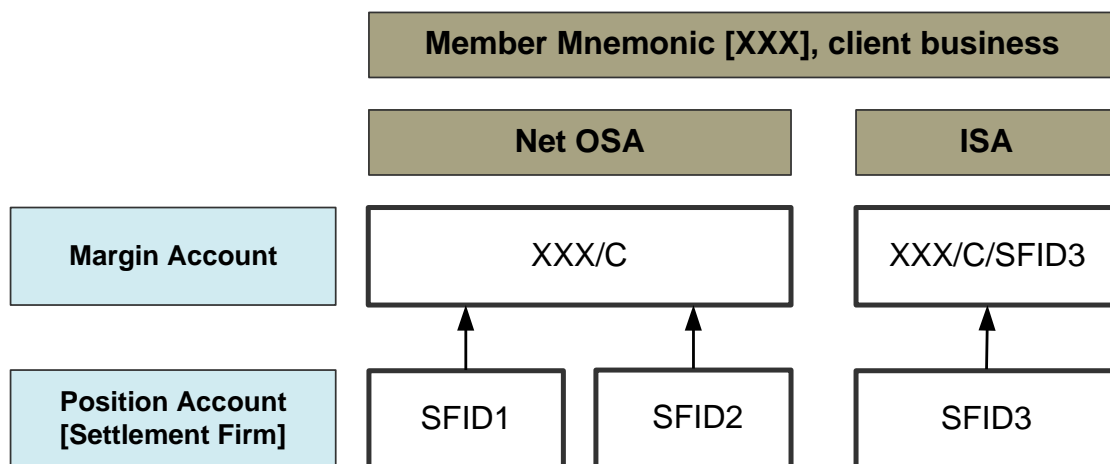 Member Mnemonic [XXX], client business
Net OSA
ISA
Margin Account
XXX/C
XXX/C/SFID3
Position Account
[Settlement Firm]
SFID1
SFID2
SFID3